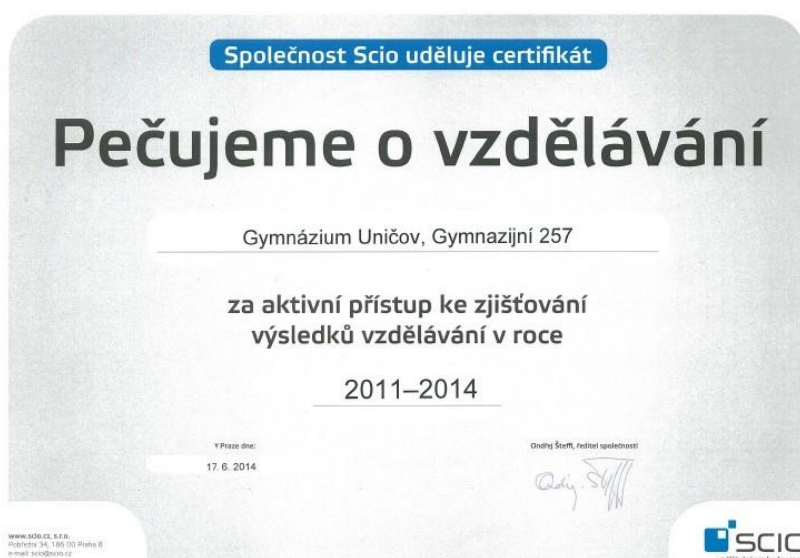 Společnost Scio uděluje certifikát
Pečujeme o vzdělávání
Gymnázium Uničov, Gymnazijní 257
za aktivní přístup ke zjišťování
výsledků vzdělávání v roce
2011–2014
V Praze dne:
17. 6. 2014
Ondřej Šteffl, ředitel společnosti
www.scio.cz, s.r.o.
Pobřežní 34, 186 00 Praha 8
e-mail: scio@scio.cz
SCIO